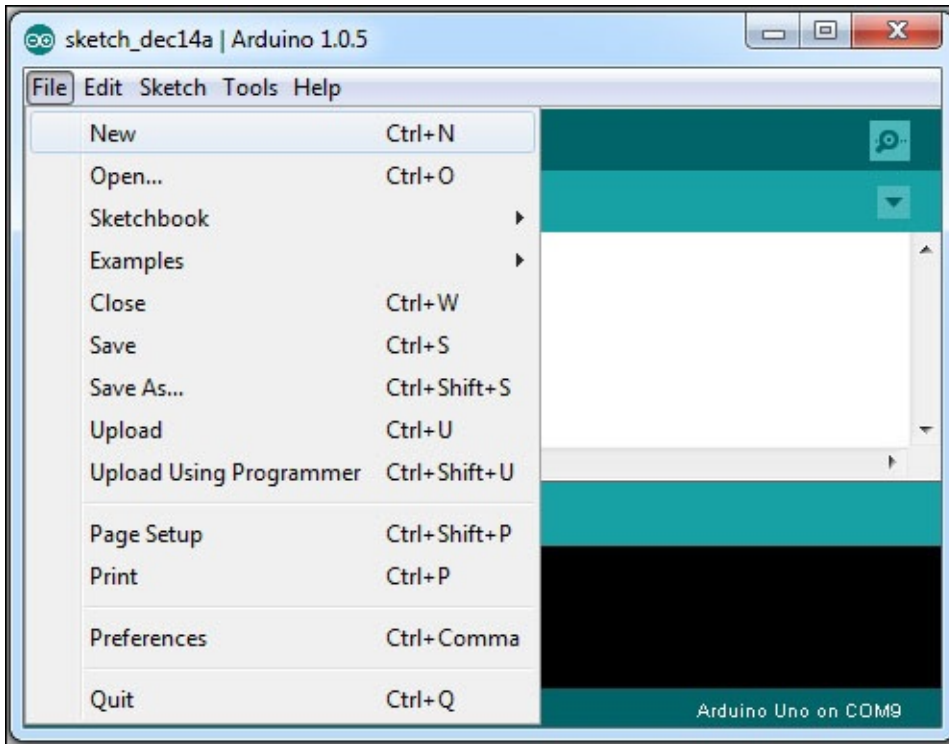 sketch_dec14a | Arduino 1.0.5
File Edit Sketch Tools Help
New Ctrl+N
Open... Ctrl+O
Sketchbook
Examples
Close Ctrl+W
Save Ctrl+S
Save As... Ctrl+Shift+S
Upload Ctrl+U
Upload Using Programmer Ctrl+Shift+U
Page Setup Ctrl+Shift+P
Print Ctrl+P
Preferences Ctrl+Comma
Quit Ctrl+Q
Arduino Uno on COM9